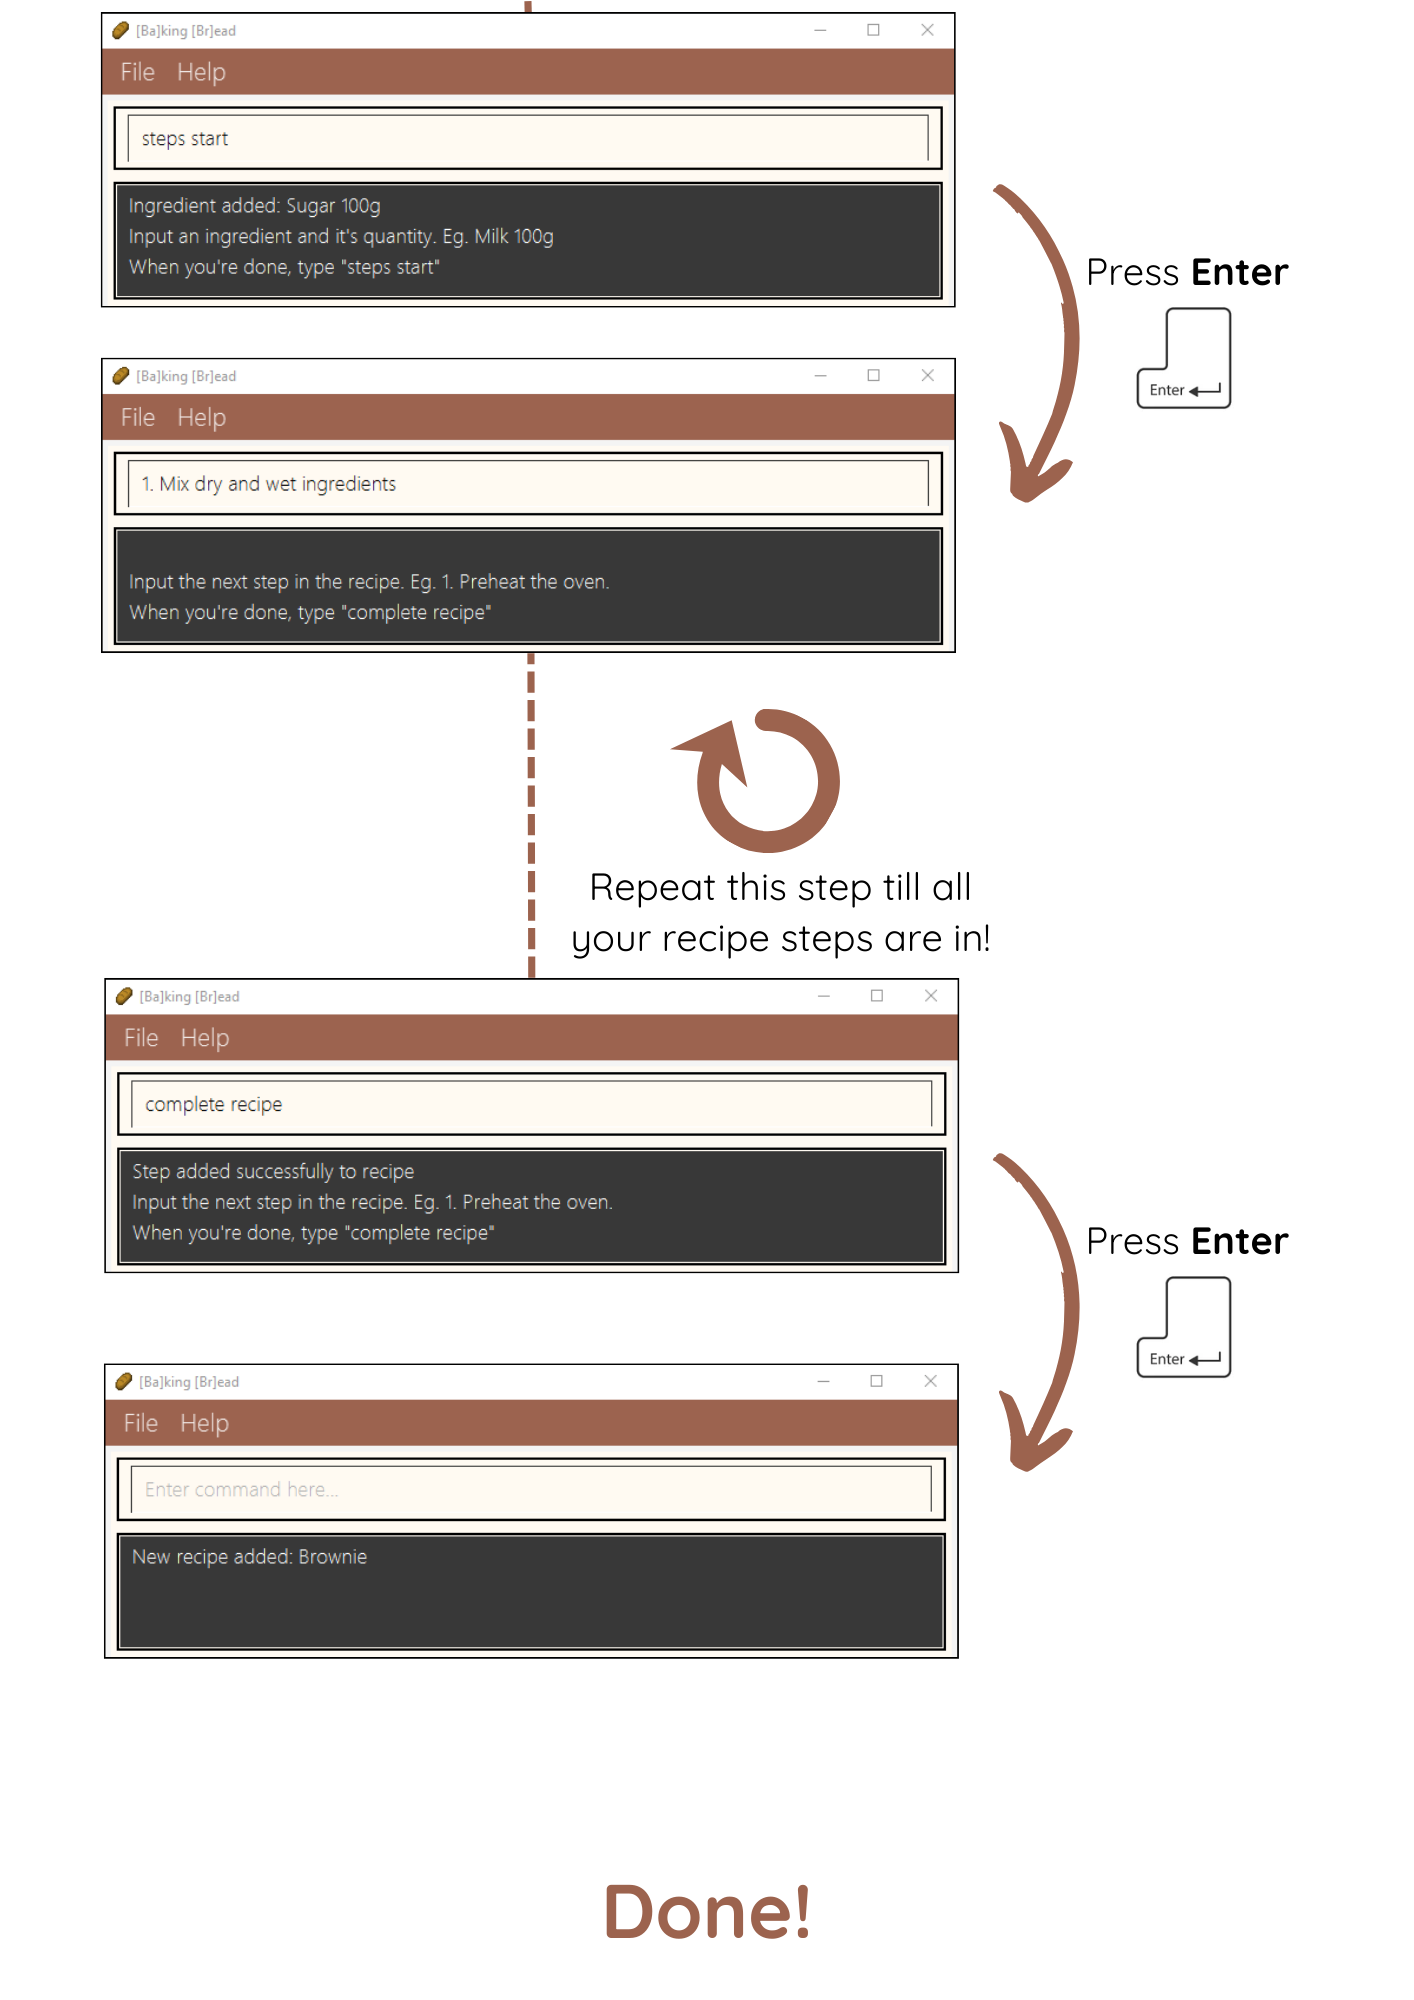 [Ba]king [Br]ead
File Help
steps start
Ingredient added: Sugar 100g
Input an ingredient and it's quantity. Eg. Milk 100g
When you're done, type "steps start"
Press Enter
Enter
[Ba]king [Br]ead
File Help
1. Mix dry and wet ingredients
Input the next step in the recipe. Eg. 1. Preheat the oven.
When you're done, type "complete recipe"
Repeat this step till all
your recipe steps are in!
[Ba]king [Br]ead
File Help
complete recipe
Step added successfully to recipe
Input the next step in the recipe. Eg. 1. Preheat the oven.
When you're done, type "complete recipe"
Press Enter
Enter
[Ba]king [Br]ead
File Help
Enter command here...
New recipe added: Brownie
Done!